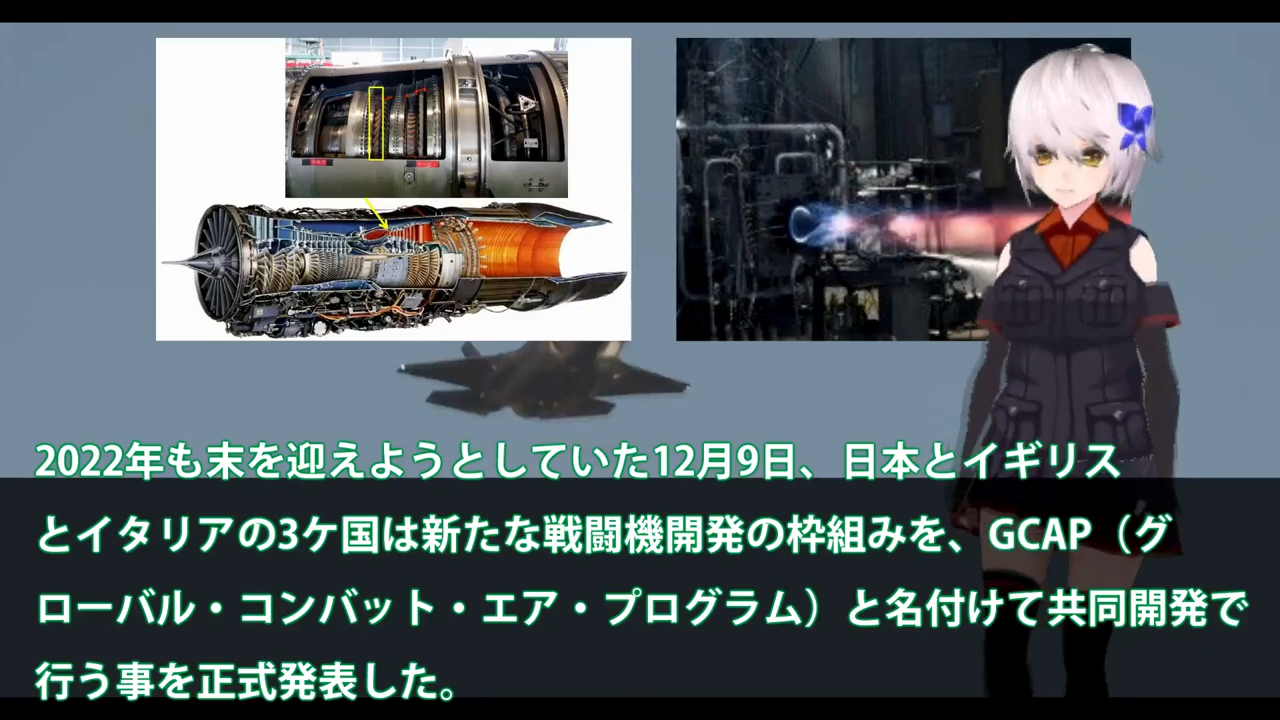 2022年も末を迎えようとしていた12月9日、日本とイギリス
とイタリアの3ケ国は新たな戦闘機開発の枠組みを、GCAP（グ
ローバル・コンバット・エア・プログラム）と名付けて共同開発で
行う事を正式発表した。